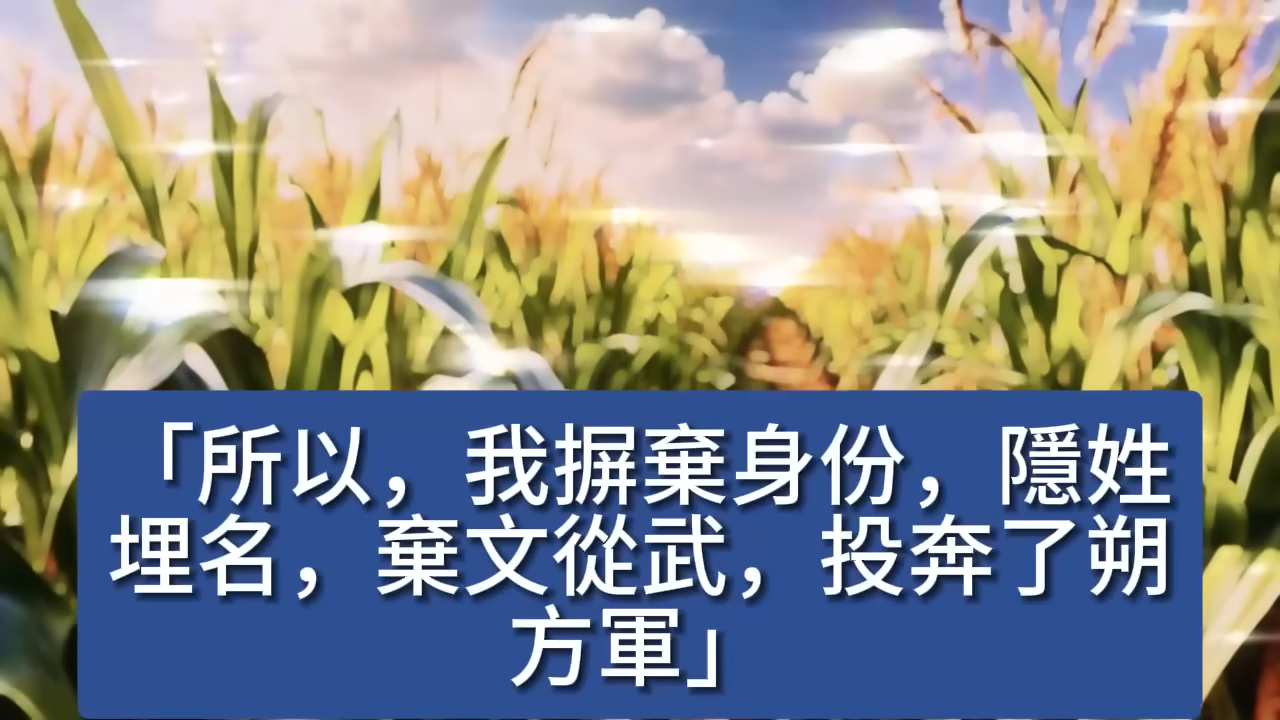 「所以，我摒棄身份，隱姓
埋名，棄文從武，投奔了朔
方軍」